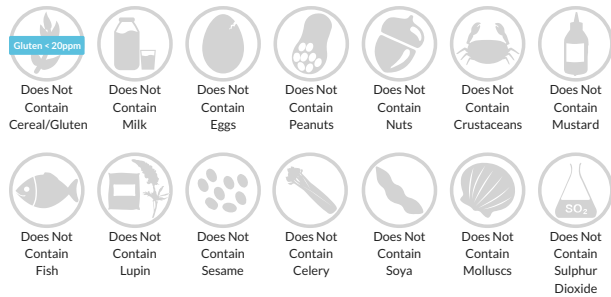 Gluten < 20ppm
Does Not
Contain
Cereal/Gluten
Does Not
Contain
Milk
Does Not
Contain
Eggs
Does Not
Contain
Peanuts
Does Not
Contain
Nuts
Does Not
Contain
Crustaceans
Does Not
Contain
Mustard
Does Not
Contain
Fish
Does Not
Contain
Lupin
Does Not
Contain
Sesame
Does Not
Contain
Celery
Does Not
Contain
Soya
Does Not
Contain
Molluscs
SO₂
Does Not
Contain
Sulphur
Dioxide